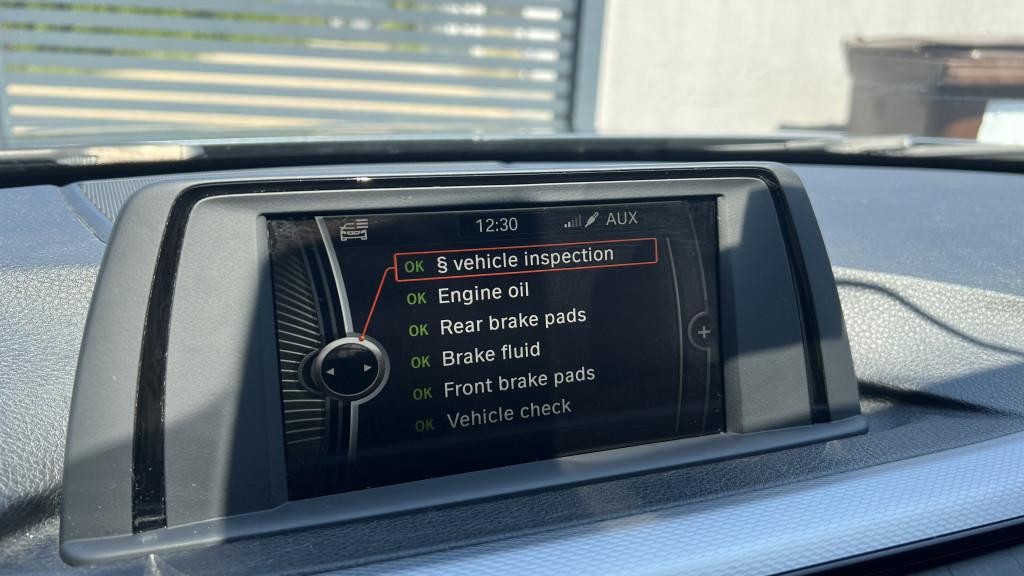 12:30 AUX
OK § vehicle inspection
OK Engine oil
OK Rear brake pads
OK Brake fluid
OK Front brake pads
OK Vehicle check